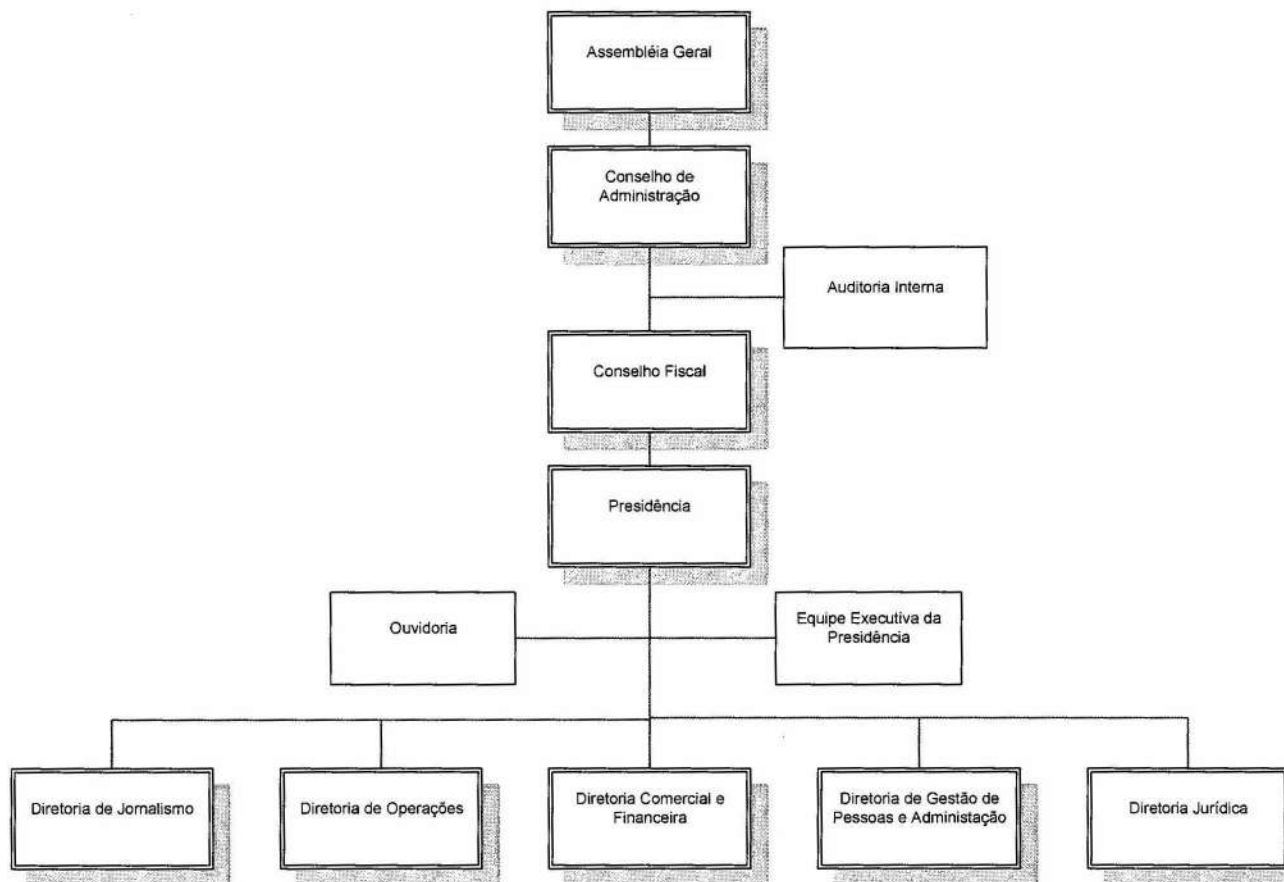 Assembléia Geral
Conselho de
Administração
Auditoria Interna
Conselho Fiscal
Presidência
Ouvidoria
Equipe Executiva da
Presidência
Diretoria de Jornalismo
Diretoria de Operações
Diretoria Comercial e
Financeira
Diretoria de Gestão de
Pessoas e Administação
Diretoria Jurídica